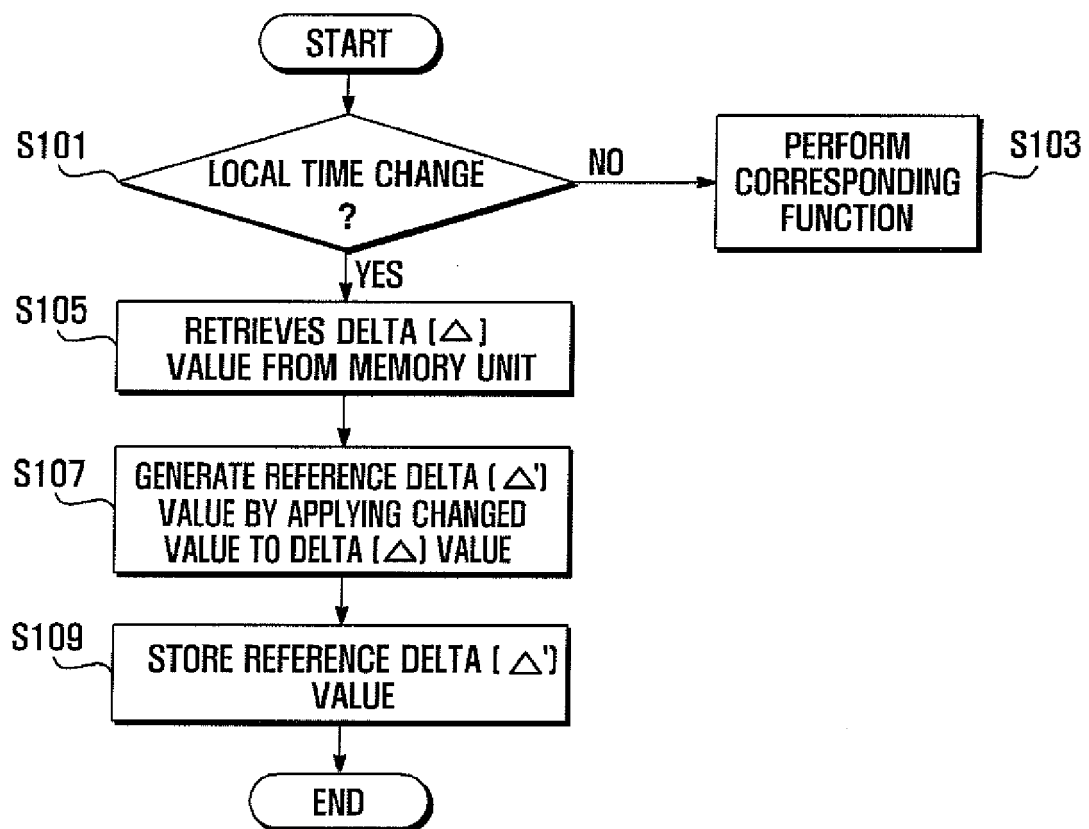 START
S101
LOCAL TIME CHANGE
?
NO
PERFORM
CORRESPONDING
FUNCTION
S103
YES
S105
RETRIEVES DELTA (△)
VALUE FROM MEMORY UNIT
S107
GENERATE REFERENCE DELTA (△')
VALUE BY APPLYING CHANGED
VALUE TO DELTA (△) VALUE
S109
STORE REFERENCE DELTA (△')
VALUE
END